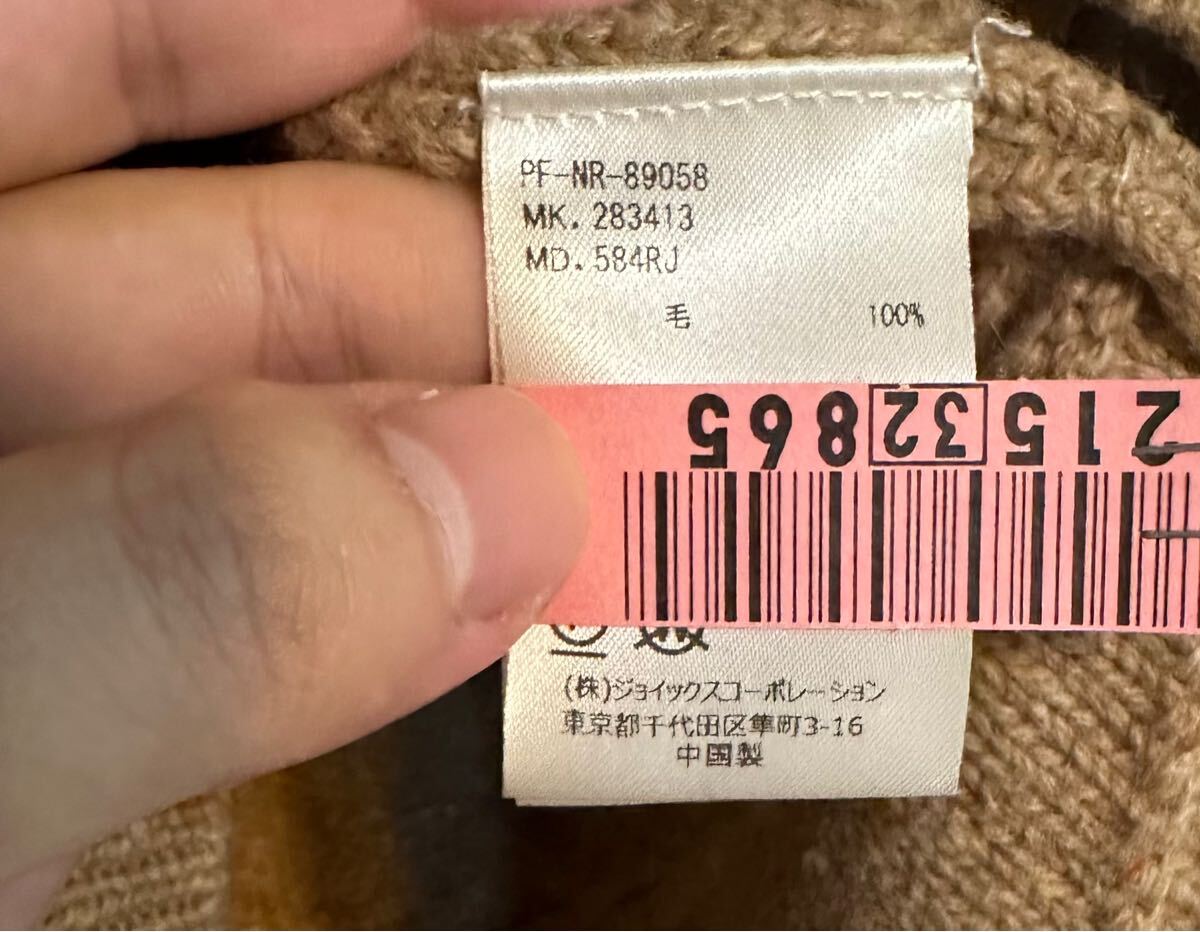 PF-NR-89058
MK. 283413
MD. 584RJ
毛 100%
215 32 865
(株)ジョイックスコーポレーション
東京都千代田区隼町3-16
中国製